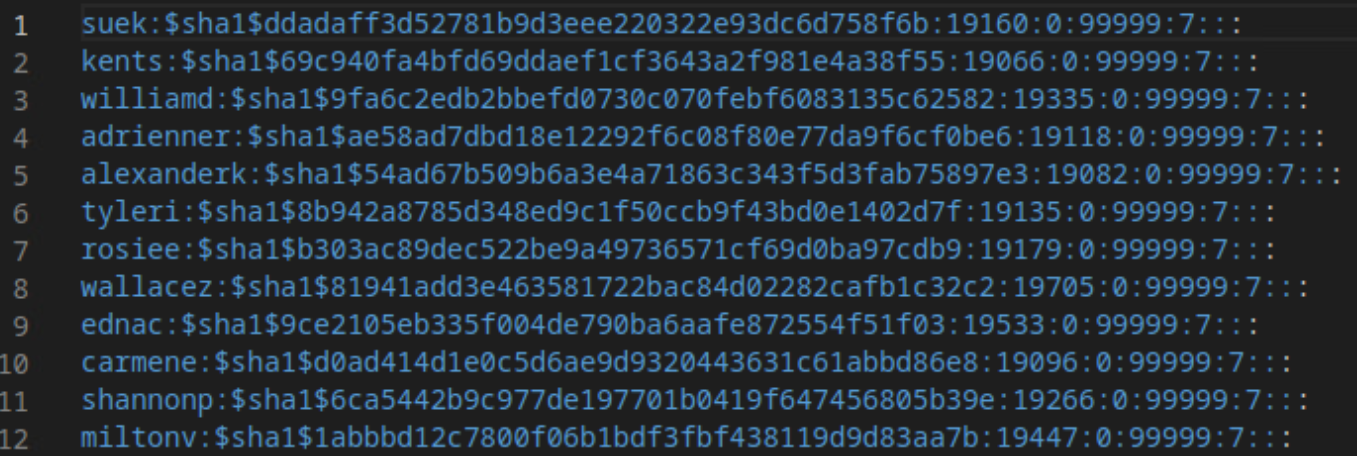 1 suek:$sha1$ddadaff3d52781b9d3eee220322e93dc6d758f6b:19160:0:99999:7:::
2 kents:$sha1$69c940fa4bfd69ddaef1cf3643a2f981e4a38f55:19066:0:99999:7:::
3 williamd:$sha1$9fa6c2edb2bbefd0730c070febf6083135c62582:19335:0:99999:7:::
4 adrienner:$sha1$ae58ad7dbd18e12292f6c08f80e77da9f6cf0be6:19118:0:99999:7:::
5 alexanderk:$sha1$54ad67b509b6a3e4a71863c343f5d3fab75897e3:19082:0:99999:7:::
6 tyleri:$sha1$8b942a8785d348ed9c1f50ccb9f43bd0e1402d7f:19135:0:99999:7:::
7 rosiee:$sha1$b303ac89dec522be9a49736571cf69d0ba97cdb9:19179:0:99999:7:::
8 wallacez:$sha1$81941add3e463581722bac84d02282cafb1c32c2:19705:0:99999:7:::
9 ednac:$sha1$9ce2105eb335f004de790ba6aafe872554f51f03:19533:0:99999:7:::
10 carmene:$sha1$d0ad414d1e0c5d6ae9d9320443631c61abbd86e8:19096:0:99999:7:::
11 shannonp:$sha1$6ca5442b9c977de197701b0419f647456805b39e:19266:0:99999:7:::
12 miltonv:$sha1$1abbbd12c7800f06b1bdf3fbf438119d9d83aa7b:19447:0:99999:7:::